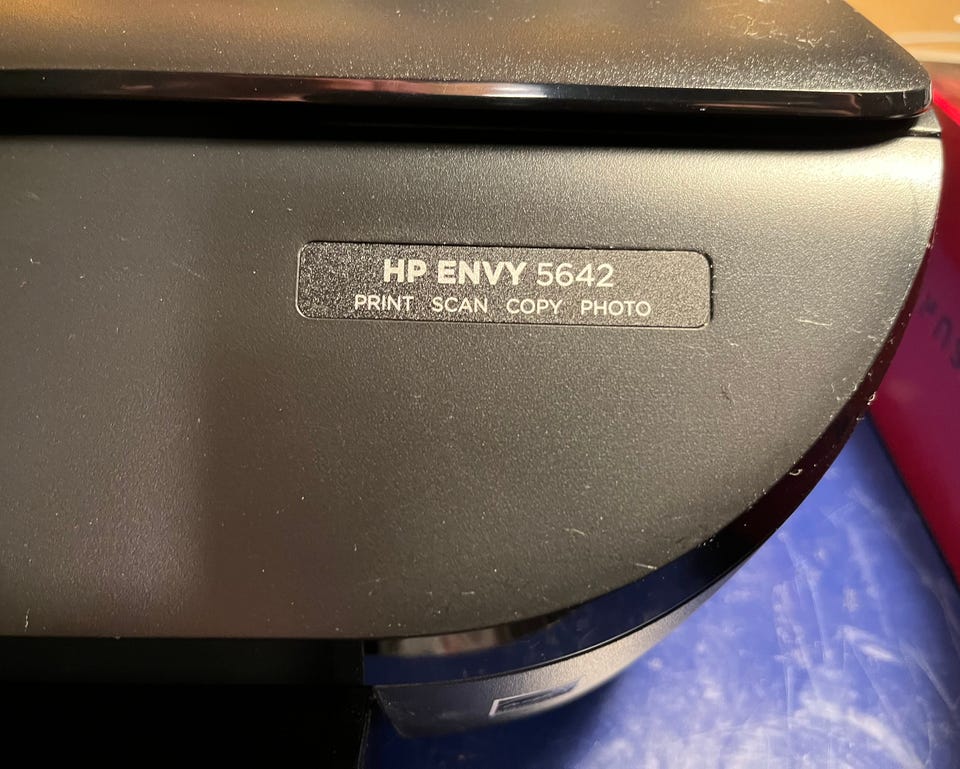 HP ENVY 5642
PRINT SCAN COPY PHOTO